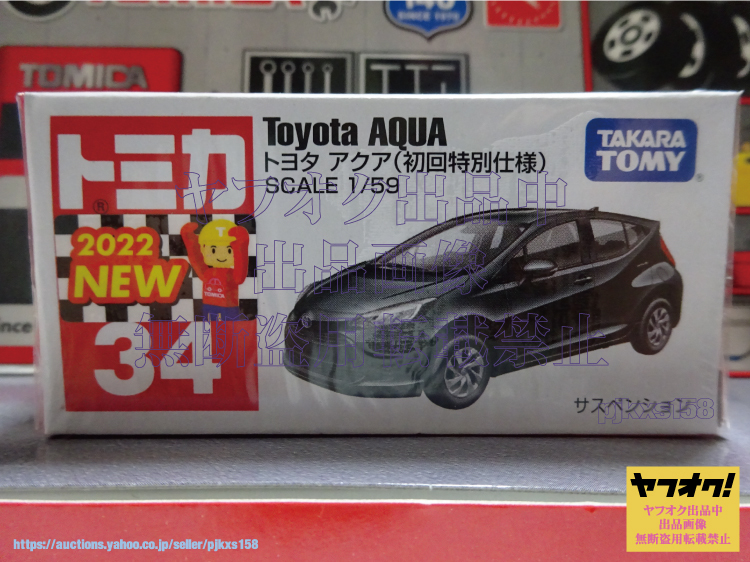 TOMICA
SINCE 1970
トミカ
®
Toyota AQUA
トヨタ アクア(初回特別仕様)
SCALE 1/59
TAKARA
TOMY
2022
NEW
34
TOMICA
ヤフオク出品中
出品画像
無断盗用転載禁止
サスペンション
pjkxs158
ince
ヤフオク!
ヤフオク出品中
出品画像
無断盗用転載禁止
https://auctions.yahoo.co.jp/seller/pjkxs158